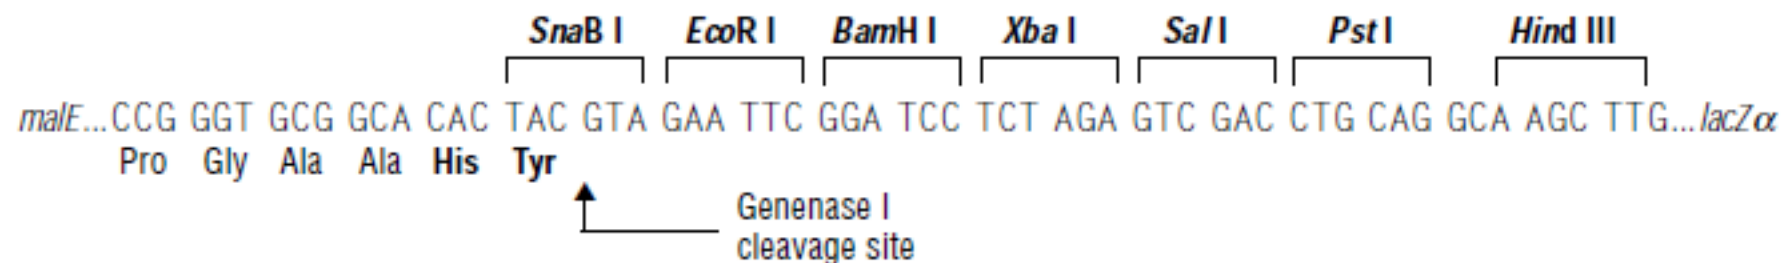 SnaB I EcoR I BamH I Xba I Sal I Pst I Hind III
malE...CCG GGT GCG GCA CAC TAC GTA GAA TTC GGA TCC TCT AGA GTC GAC CTG CAG GCA AGC TTG...lacZα
Pro Gly Ala Ala His Tyr
Genenase I
cleavage site